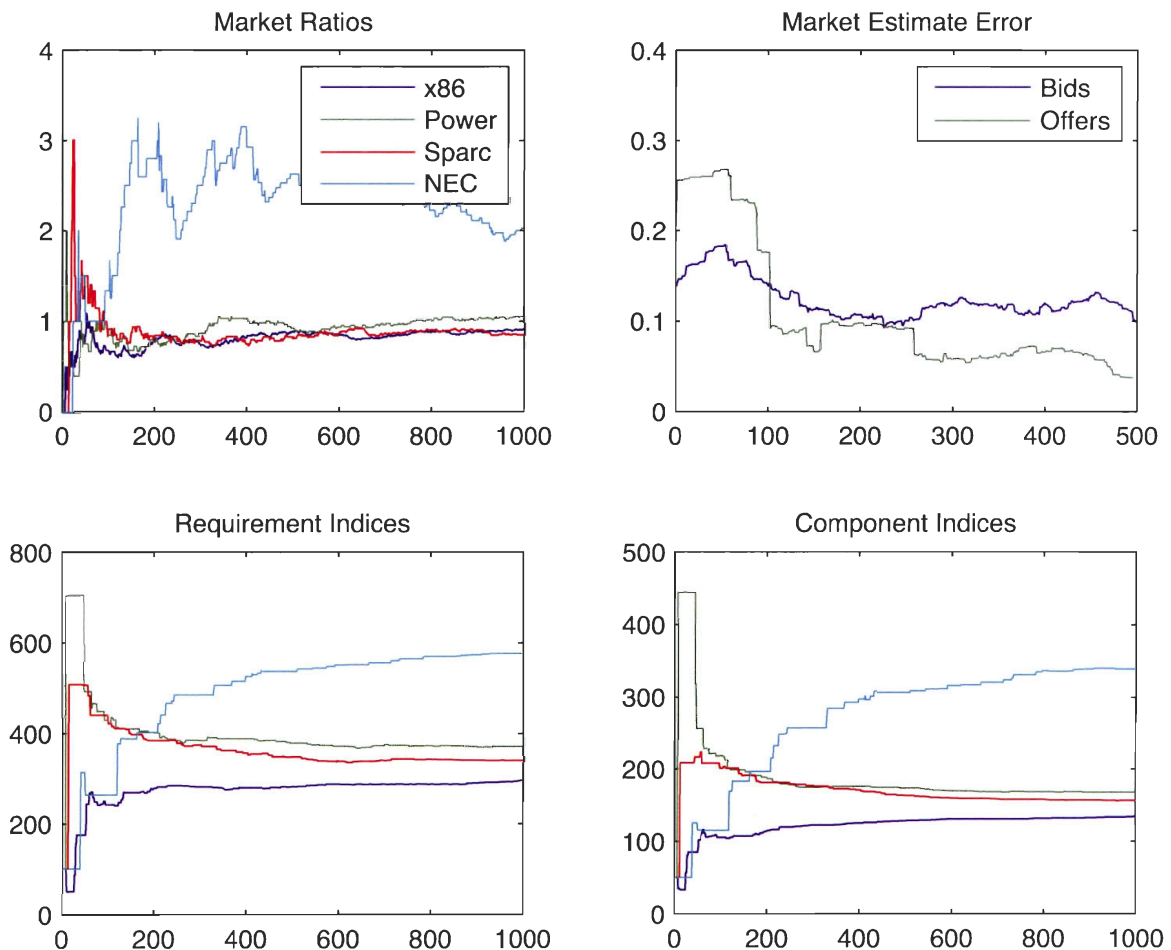 Market Ratios
4
3
2
1
0
0 200 400 600 800 1000
x86
Power
Sparc
NEC
Market Estimate Error
0.4
0.3
0.2
0.1
0
0 100 200 300 400 500
Bids
Offers
Requirement Indices
800
600
400
200
0
0 200 400 600 800 1000
Component Indices
500
400
300
200
100
0
0 200 400 600 800 1000